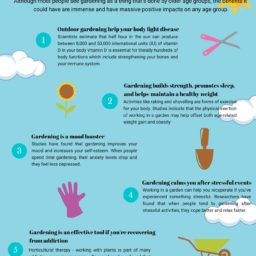 Although most people see gardening as a thing that's done by older age groups, the benefits it
could have are immense and have massive positives impacts on any age group.
1
Outdoor gardening help your body fight disease
Scientists estimate that half hour in the sun can produce
between 8,000 and 50,000 international units (IU) of vitamin
D in your body vitamin D is essential for literally hundreds of
body functions which include strengthening your bones and
your immune system.
2
Gardening builds strength, promotes sleep,
and helps maintain a healthy weight
Activities like raking and shovelling are forms of exercise
for your body. Studies indicate that the different types of
working in a garden may help offset both age-related
weight gain and obesity
3
Gardening is a mood booster
Studies have found that gardening improves your
mood and increases your self-esteem. When people
spend time gardening, their anxiety levels drop and
they feel less depressed.
4
Gardening calms you after stressful events
Working in a garden can help you recuperate if you've
experienced something stressful. Researchers have
found that when people tend to gardening after
stressful activities, they cope better and relax faster.
5
Gardening is an effective tool if you're recovering
from addiction
Horticultural therapy - working with plants is part of many